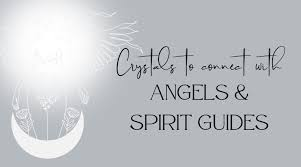 Crystals to connect with
ANGELS &
SPIRIT GUIDES